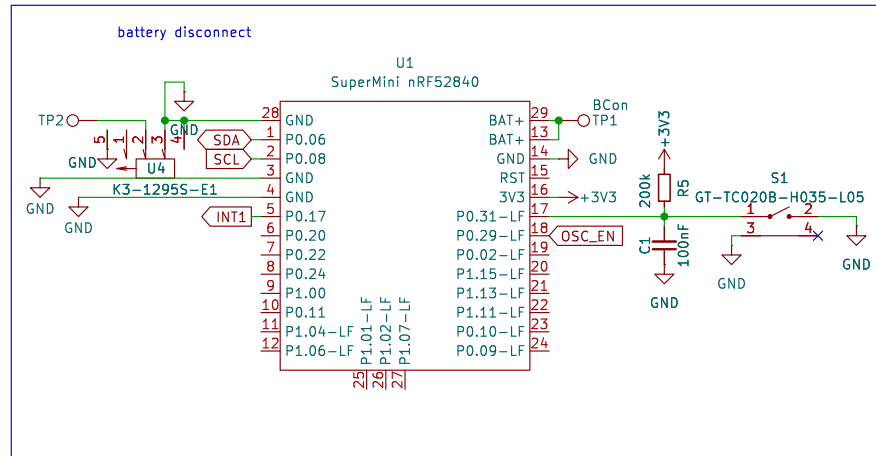 battery disconnect
U1
SuperMini nRF52840
TP2
5
1
2
3
4
GND
GND
U4
K3-1295S-E1
GND
GND
SDA
SCL
INT1
28 GND
1 P0.06
2 P0.08
3 GND
4 GND
5 P0.17
6 P0.20
7 P0.22
8 P0.24
9 P1.00
10 P0.11
11 P1.04-LF
12 P1.06-LF
P1.01-LF 25
P1.02-LF 26
P1.07-LF 27
BAT+ 29
BAT+ 13
GND 14
RST 15
3V3 16
P0.31-LF 17
P0.29-LF 18
P0.02-LF 19
P1.15-LF 20
P1.13-LF 21
P1.11-LF 22
P0.10-LF 23
P0.09-LF 24
BCon
TP1
GND
+3V3
OSC_EN
+3V3
200k
R5
C1
100nF
GND
S1
GT-TC020B-H035-L05
1
2
3
4
GND
GND